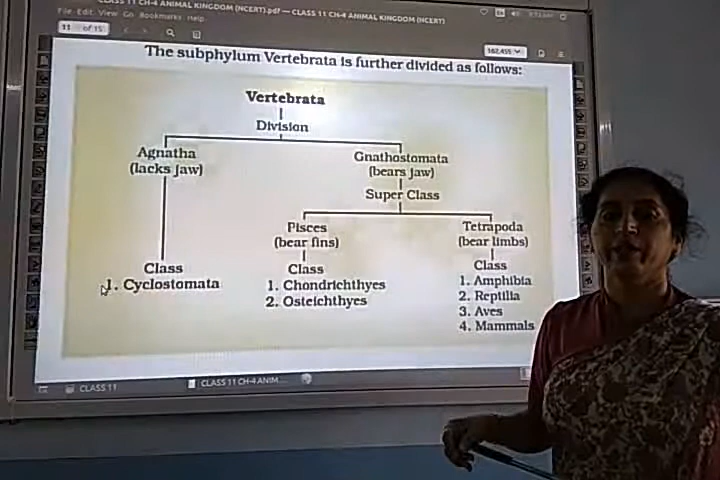 CLASS 11 CH-4 ANIMAL KINGDOM (NCERT).pdf — CLASS 11 CH-4 ANIMAL KINGDOM (NCERT)
File Edit View Go Bookmarks Help
11 of 15
162.45%
The subphylum Vertebrata is further divided as follows:
Vertebrata
Division
Agnatha
(lacks jaw)
Gnathostomata
(bears jaw)
Super Class
Pisces
(bear fins)
Tetrapoda
(bear limbs)
Class
1. Cyclostomata
Class
1. Chondrichthyes
2. Osteichthyes
Class
1. Amphibia
2. Reptilia
3. Aves
4. Mammals
CLASS 11
CLASS 11 CH-4 ANIM...